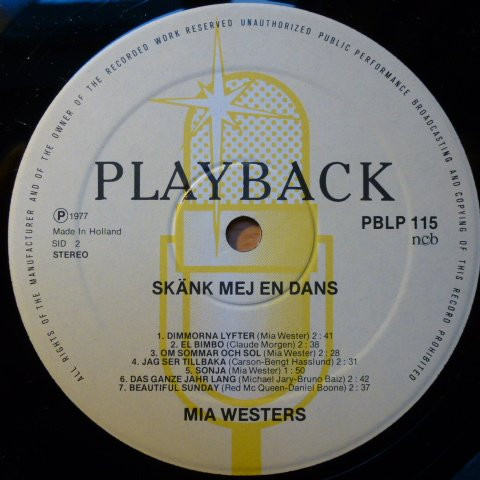 ALL RIGHTS OF THE MANUFACTURER AND OF THE OWNER OF THE RECORDED WORK RESERVED UNAUTHORIZED PUBLIC PERFORMANCE BROADCASTING AND COPYING OF THIS RECORD PROHIBITED
PLAYBACK
P 1977
Made In Holland
SID 2
STEREO
PBLP 115
ncb
SKÄNK MEJ EN DANS
1. DIMMORNA LYFTER (Mia Wester) 2 : 41
2. EL BIMBO (Claude Morgen) 2 : 38
3. OM SOMMAR OCH SOL (Mia Wester) 2 : 28
4. JAG SER TILLBAKA (Carson-Bengt Hasslund) 2 : 31
5. SONJA (Mia Wester) 1 : 50
6. DAS GANZE JAHR LANG (Michael Jary-Bruno Balz) 2 : 42
7. BEAUTIFUL SUNDAY (Red Mc Queen-Daniel Boone) 2 : 37
MIA WESTERS